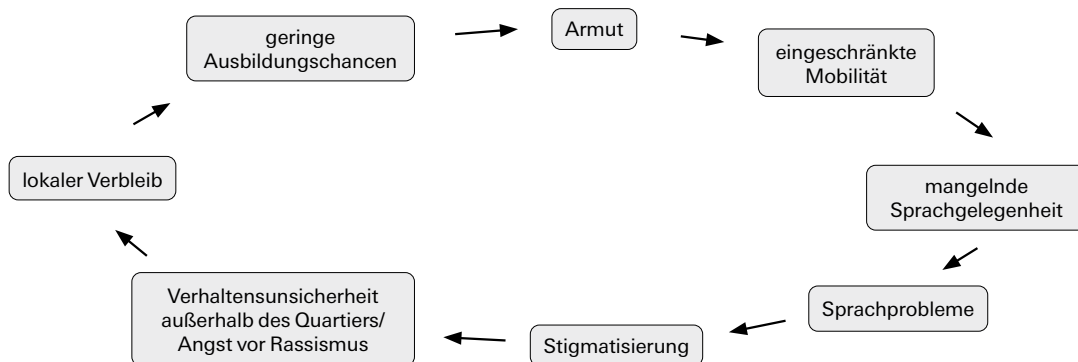 geringe
Ausbildungschancen
Armut
eingeschränkte
Mobilität
mangelnde
Sprachgelegenheit
Sprachprobleme
Stigmatisierung
Verhaltensunsicherheit
außerhalb des Quartiers/
Angst vor Rassismus
lokaler Verbleib